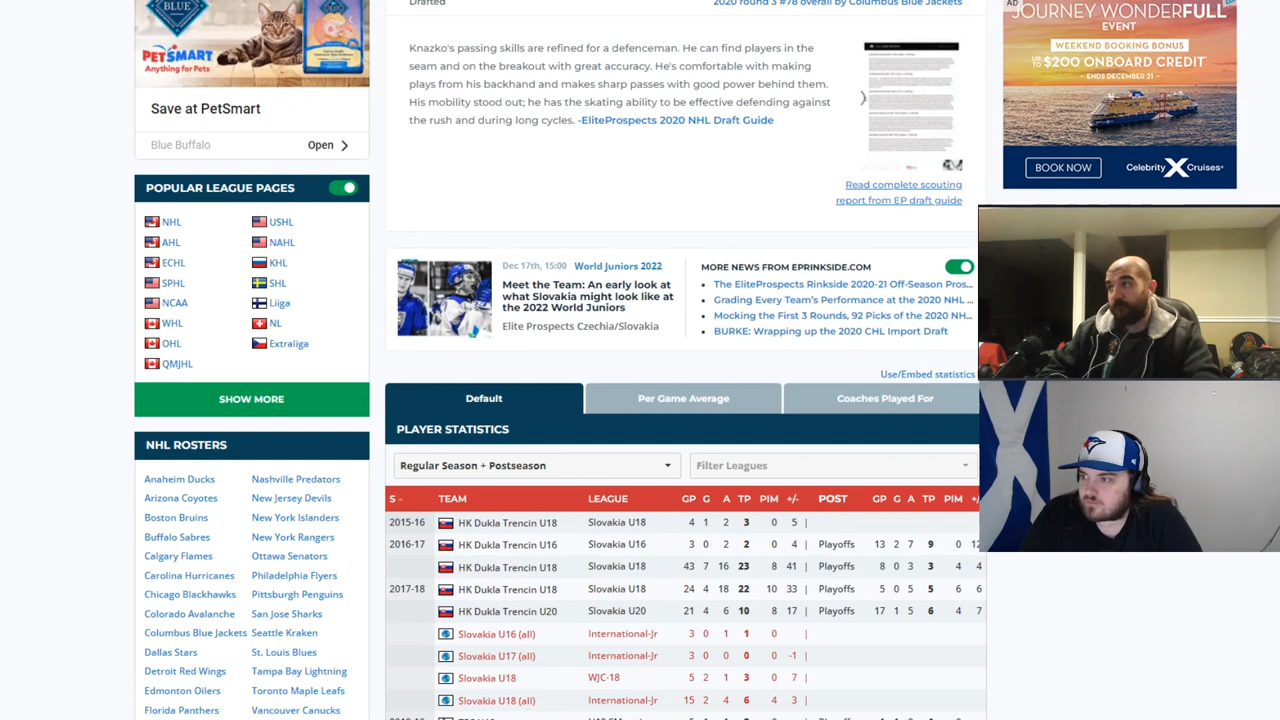 BLUE
PETSMART
Anything for Pets
Save at PetSmart
Blue Buffalo
Open
POPULAR LEAGUE PAGES
NHL USHL
AHL NAHL
ECHL KHL
SPHL SHL
NCAA Liiga
WHL NL
OHL Extraliga
QMJHL
SHOW MORE
NHL ROSTERS
Anaheim Ducks Nashville Predators
Arizona Coyotes New Jersey Devils
Boston Bruins New York Islanders
Buffalo Sabres New York Rangers
Calgary Flames Ottawa Senators
Carolina Hurricanes Philadelphia Flyers
Chicago Blackhawks Pittsburgh Penguins
Colorado Avalanche San Jose Sharks
Columbus Blue Jackets Seattle Kraken
Dallas Stars St. Louis Blues
Detroit Red Wings Tampa Bay Lightning
Edmonton Oilers Toronto Maple Leafs
Florida Panthers Vancouver Canucks
Drafted 2020 round 3 #78 overall by Columbus Blue Jackets
Knazko's passing skills are refined for a defenceman. He can find players in the
seam and on the breakout with great accuracy. He's comfortable with making
plays from his backhand and makes sharp passes with good power behind them.
His mobility stood out; he has the skating ability to be effective defending against
the rush and during long cycles. -EliteProspects 2020 NHL Draft Guide
Read complete scouting
report from EP draft guide
Dec 17th, 15:00 World Juniors 2022
Meet the Team: An early look at
what Slovakia might look like at
the 2022 World Juniors
Elite Prospects Czechia/Slovakia
MORE NEWS FROM EPRINKSIDE.COM
• The EliteProspects Rinkside 2020-21 Off-Season Pros...
• Grading Every Team's Performance at the 2020 NHL ...
• Mocking the First 3 Rounds, 92 Picks of the 2020 NH...
• BURKE: Wrapping up the 2020 CHL Import Draft
Use/Embed statistics
Default Per Game Average Coaches Played For
PLAYER STATISTICS
Regular Season + Postseason Filter Leagues
S TEAM LEAGUE GP G A TP PIM +/- POST GP G A TP PIM +/
2015-16 HK Dukla Trencin U18 Slovakia U18 4 1 2 3 0 5 |
2016-17 HK Dukla Trencin U16 Slovakia U16 3 0 2 2 0 4 | Playoffs 13 2 7 9 0 12
HK Dukla Trencin U18 Slovakia U18 43 7 16 23 8 41 | Playoffs 8 0 3 3 4 4
2017-18 HK Dukla Trencin U18 Slovakia U18 24 4 18 22 10 33 | Playoffs 5 0 5 5 6 6
HK Dukla Trencin U20 Slovakia U20 21 4 6 10 8 17 | Playoffs 17 1 5 6 4 7
Slovakia U16 (all) International-Jr 3 0 1 1 0 |
Slovakia U17 (all) International-Jr 3 0 0 0 0 -1 |
Slovakia U18 WJC-18 5 2 1 3 0 7 |
Slovakia U18 (all) International-Jr 15 2 4 6 4 3 |
AD
JOURNEY WONDERFULL
EVENT
WEEKEND BOOKING BONUS
US $200 ONBOARD CREDIT*
ENDS DECEMBER 21
BOOK NOW
Celebrity X Cruises®